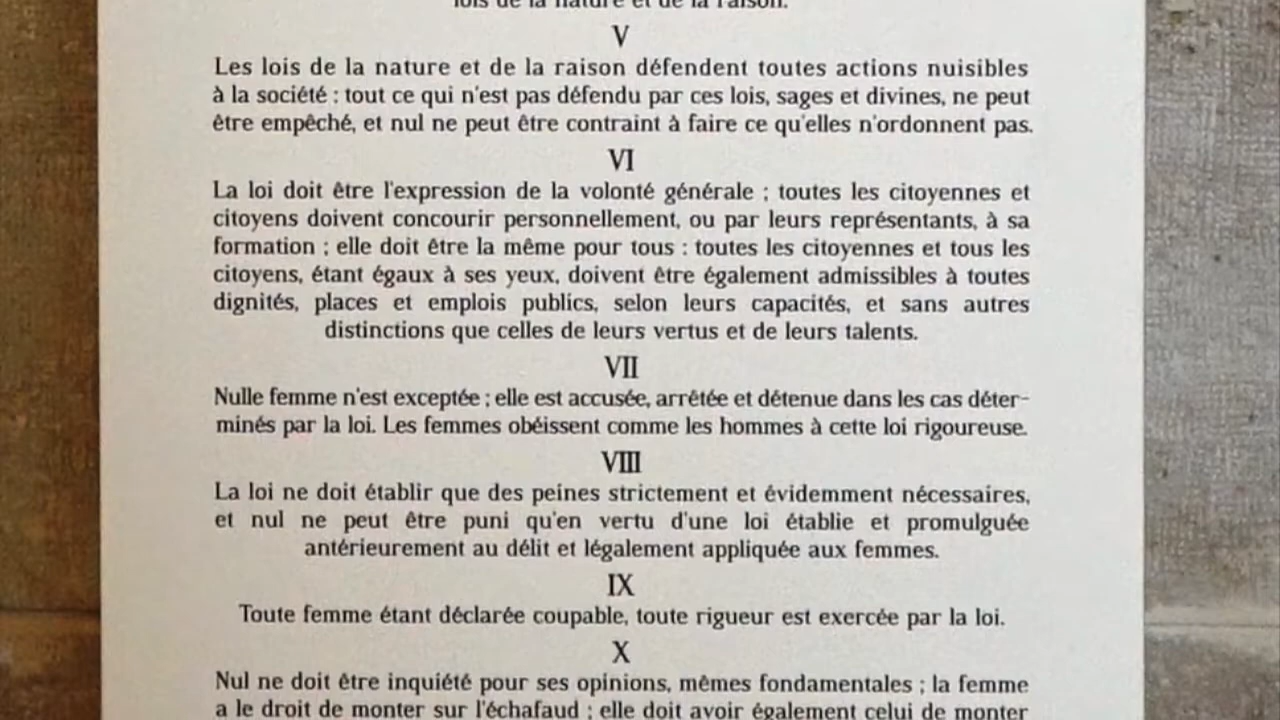 lois de la nature et de la raison.
V
Les lois de la nature et de la raison défendent toutes actions nuisibles
à la société : tout ce qui n'est pas défendu par ces lois, sages et divines, ne peut
être empêché, et nul ne peut être contraint à faire ce qu'elles n'ordonnent pas.
VI
La loi doit être l'expression de la volonté générale ; toutes les citoyennes et
citoyens doivent concourir personnellement, ou par leurs représentants, à sa
formation ; elle doit être la même pour tous : toutes les citoyennes et tous les
citoyens, étant égaux à ses yeux, doivent être également admissibles à toutes
dignités, places et emplois publics, selon leurs capacités, et sans autres
distinctions que celles de leurs vertus et de leurs talents.
VII
Nulle femme n'est exceptée ; elle est accusée, arrêtée et détenue dans les cas déter-
minés par la loi. Les femmes obéissent comme les hommes à cette loi rigoureuse.
VIII
La loi ne doit établir que des peines strictement et évidemment nécessaires,
et nul ne peut être puni qu'en vertu d'une loi établie et promulguée
antérieurement au délit et légalement appliquée aux femmes.
IX
Toute femme étant déclarée coupable, toute rigueur est exercée par la loi.
X
Nul ne doit être inquiété pour ses opinions, mêmes fondamentales ; la femme
a le droit de monter sur l'échafaud ; elle doit avoir également celui de monter